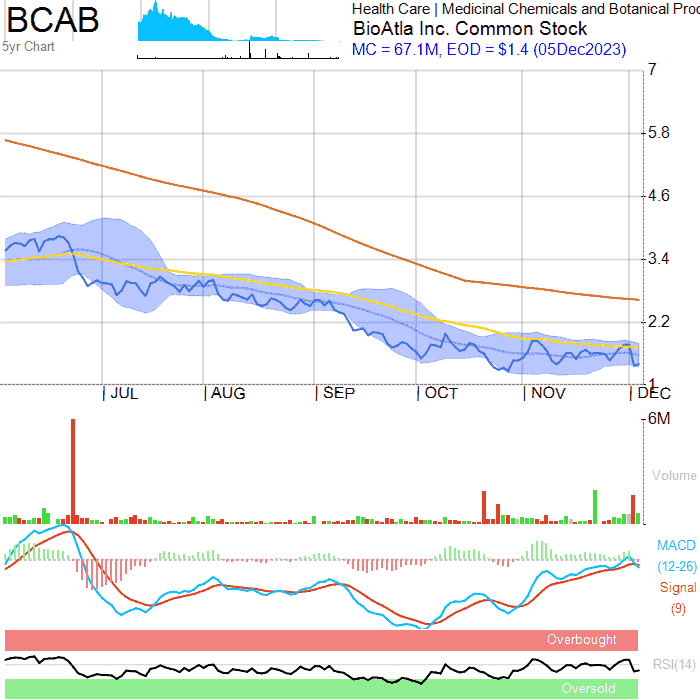 BCAB
5yr Chart
Health Care | Medicinal Chemicals and Botanical Pro
BioAtla Inc. Common Stock
MC = 67.1M, EOD = $1.4 (05Dec2023)
7
5.8
4.6
3.4
2.2
1
| JUL | AUG | SEP | OCT | NOV | DEC
6M
Volume
MACD
(12-26)
Signal
(9)
Overbought
RSI(14)
Oversold